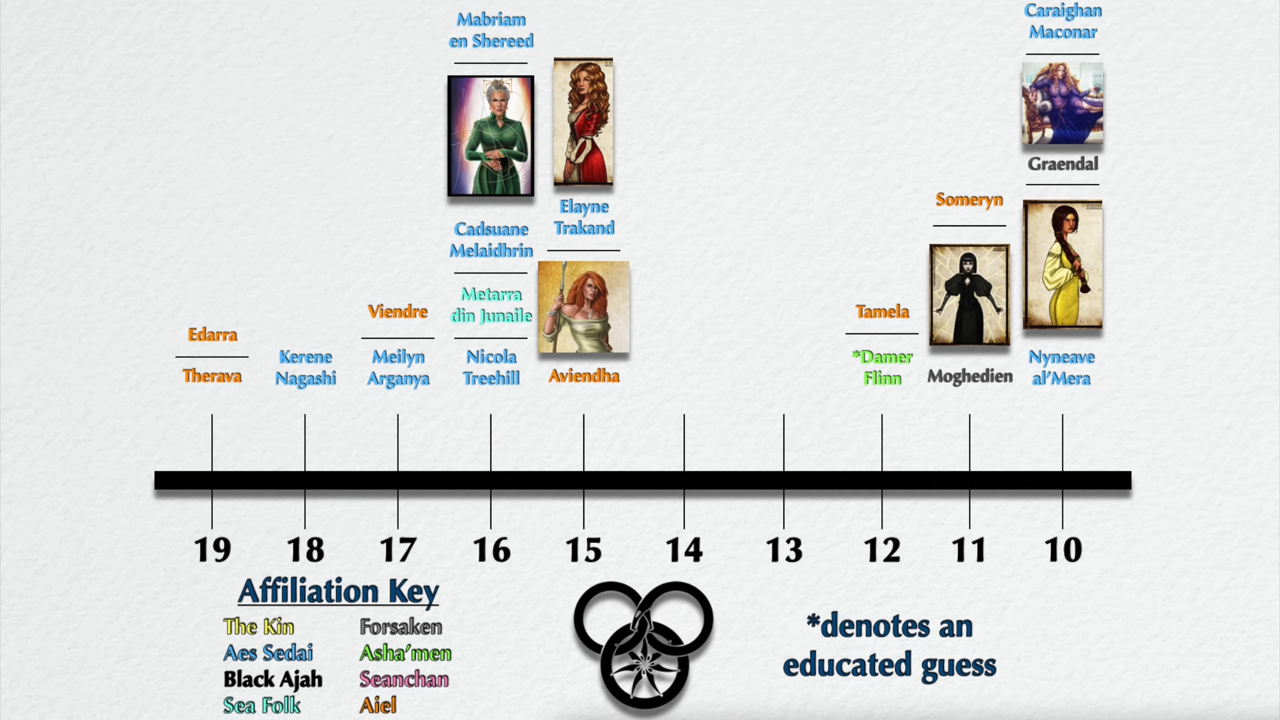 Mabriam
en Shereed
Caraighan
Maconar
Graendal
Someryn
Elayne
Trakand
Cadsuane
Melaidhrin
Metarra
din Junaile
Viendre
Tamela
Edarra
Therava
Kerene
Nagashi
Meilyn
Arganya
Nicola
Treehill
Aviendha
*Damer
Flinn
Moghedien
Nyneave
al'Mera
19 18 17 16 15 14 13 12 11 10
Affiliation Key
The Kin
Aes Sedai
Black Ajah
Sea Folk
Forsaken
Asha'men
Seanchan
Aiel
*denotes an
educated guess